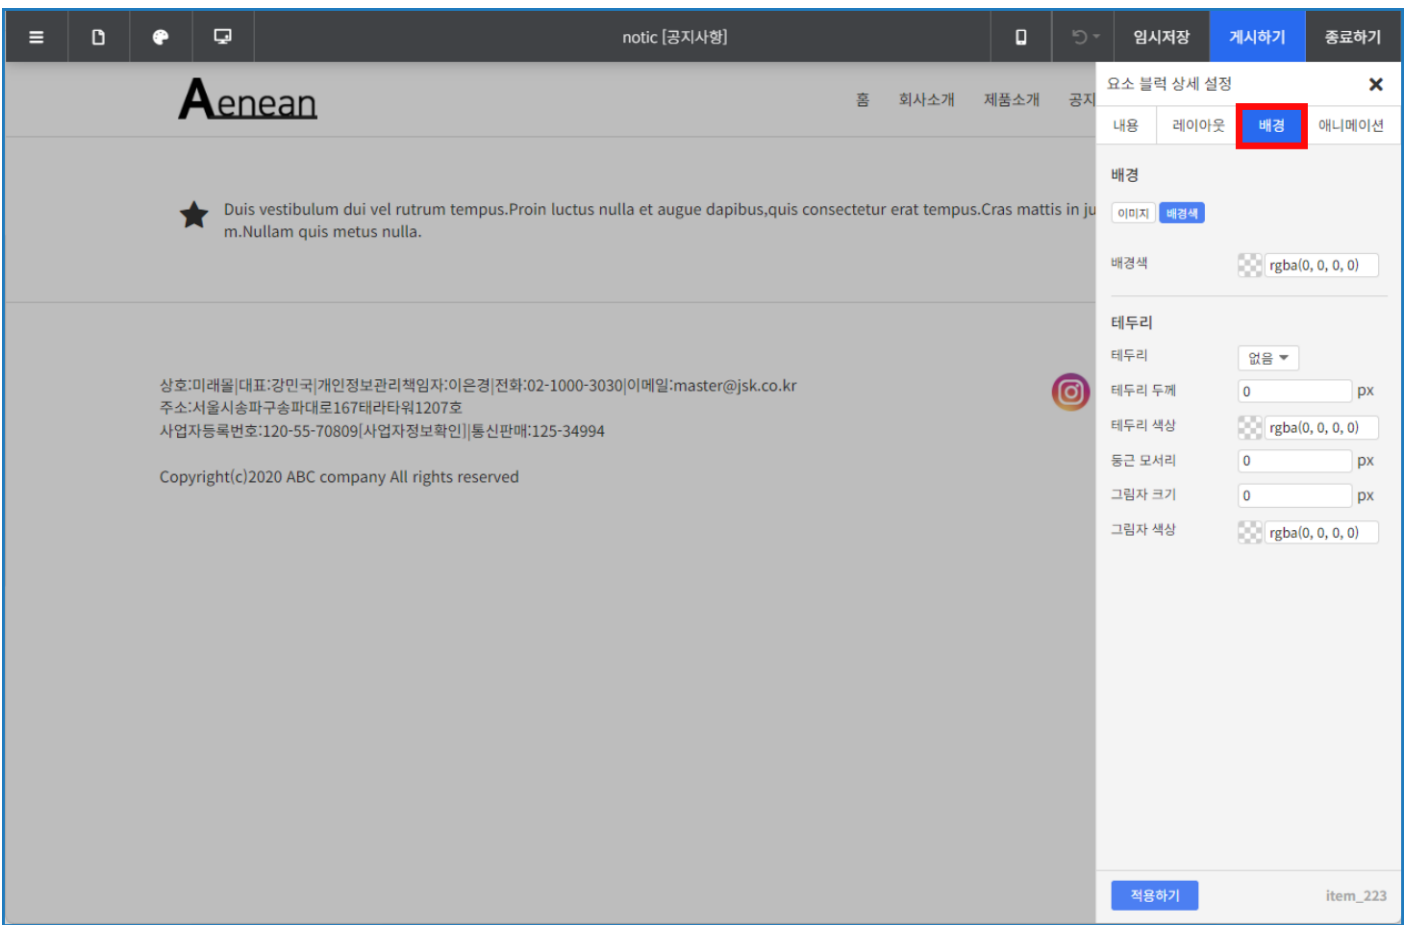 notic [공지사항]
임시저장
게시하기
종료하기
Aenean
홈 회사소개 제품소개 공지
Duis vestibulum dui vel rutrum tempus.Proin luctus nulla et augue dapibus,quis consectetur erat tempus.Cras mattis in ju
m.Nullam quis metus nulla.
상호:미래몰|대표:강민국|개인정보관리책임자:이은경|전화:02-1000-3030|이메일:master@jsk.co.kr
주소:서울시송파구송파대로167태라타워1207호
사업자등록번호:120-55-70809[사업자정보확인]|통신판매:125-34994
Copyright(c)2020 ABC company All rights reserved
요소 블럭 상세 설정
내용 레이아웃 배경 애니메이션
배경
이미지 배경색
배경색 rgba(0, 0, 0, 0)
테두리
테두리 없음
테두리 두께 0 px
테두리 색상 rgba(0, 0, 0, 0)
둥근 모서리 0 px
그림자 크기 0 px
그림자 색상 rgba(0, 0, 0, 0)
적용하기 item_223